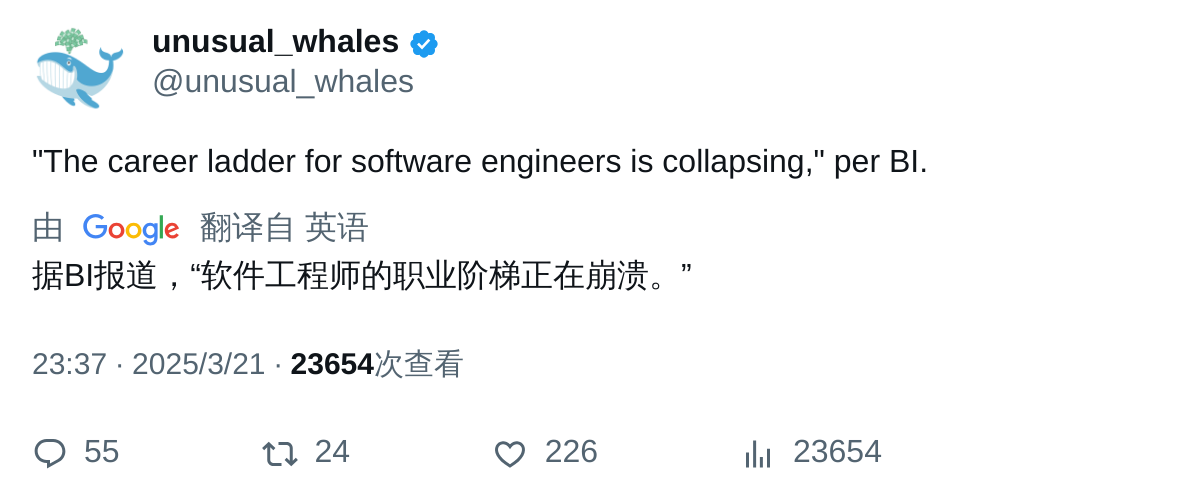 unusual_whales
@unusual_whales
"The career ladder for software engineers is collapsing," per BI.
由 Google 翻译自 英语
据BI报道，“软件工程师的职业阶梯正在崩溃。”
23:37 · 2025/3/21 · 23654次查看
55 24 226 23654